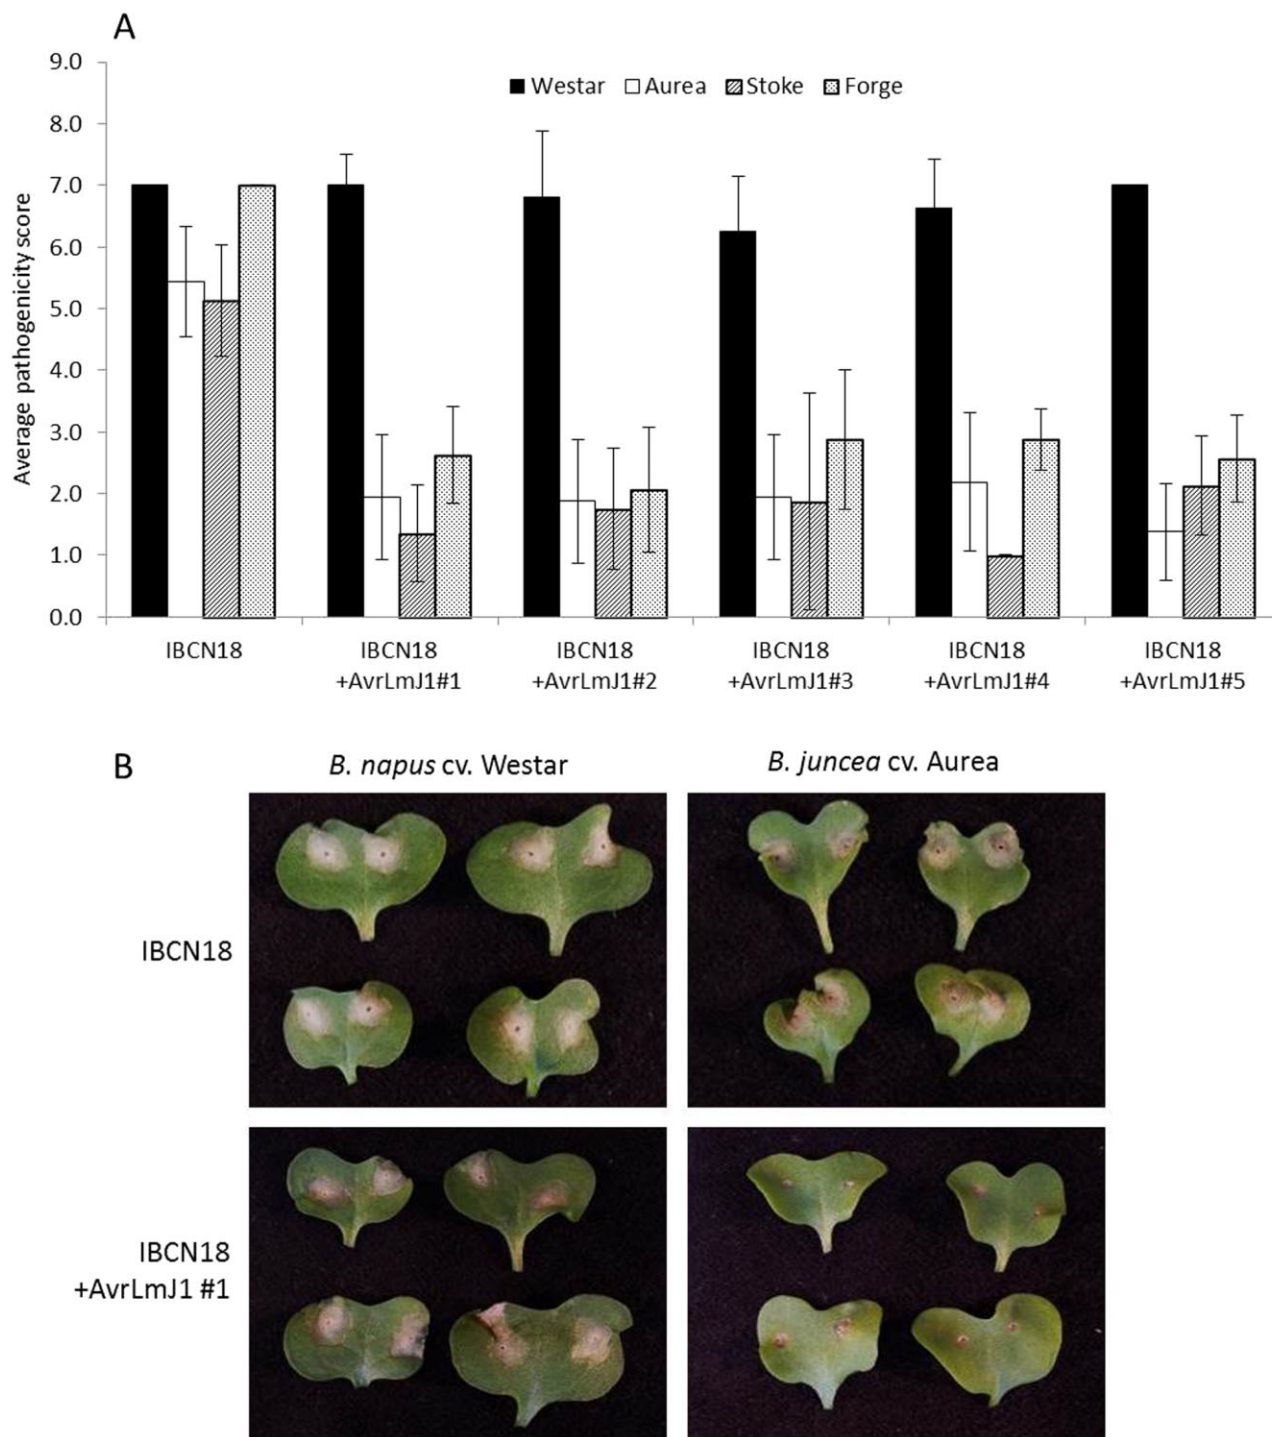 A
9.0
8.0
7.0
6.0
5.0
4.0
3.0
2.0
1.0
0.0
Average pathogenicity score
Westar Aurea Stoke Forge
IBCN18 IBCN18 IBCN18 IBCN18 IBCN18 IBCN18
+AvrLmJ1#1 +AvrLmJ1#2 +AvrLmJ1#3 +AvrLmJ1#4 +AvrLmJ1#5
B
B. napus cv. Westar B. juncea cv. Aurea
IBCN18
IBCN18
+AvrLmJ1 #1